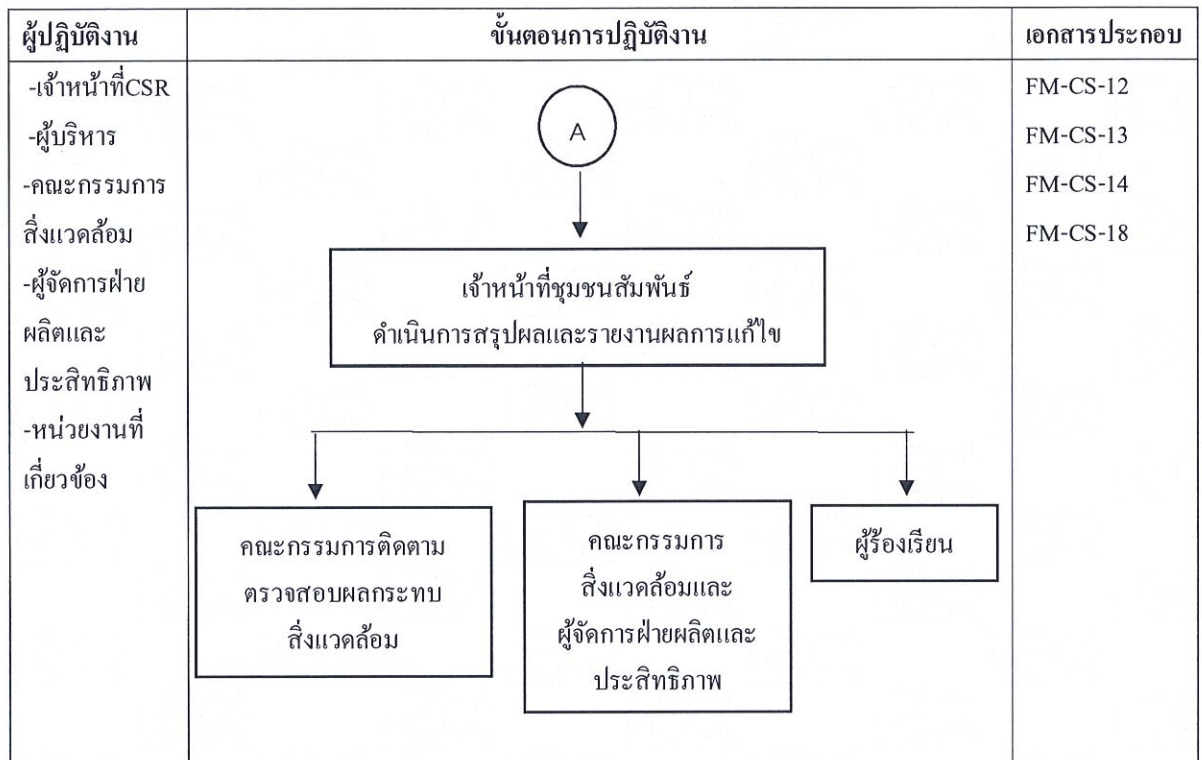 ผู้ปฏิบัติงาน
ขั้นตอนการปฏิบัติงาน
เอกสารประกอบ
-เจ้าหน้าที่CSR
-ผู้บริหาร
-คณะกรรมการ
สิ่งแวดล้อม
-ผู้จัดการฝ่าย
ผลิตและ
ประสิทธิภาพ
-หน่วยงานที่
เกี่ยวข้อง
A
เจ้าหน้าที่ชุมชนสัมพันธ์
ดำเนินการสรุปผลและรายงานผลการแก้ไข
คณะกรรมการติดตาม
ตรวจสอบผลกระทบ
สิ่งแวดล้อม
คณะกรรมการ
สิ่งแวดล้อมและ
ผู้จัดการฝ่ายผลิตและ
ประสิทธิภาพ
ผู้ร้องเรียน
FM-CS-12
FM-CS-13
FM-CS-14
FM-CS-18